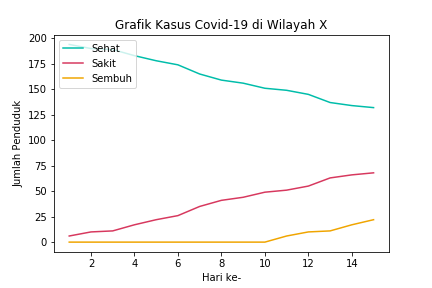 Grafik Kasus Covid-19 di Wilayah X
200
175
150
125
100
75
50
25
0
Jumlah Penduduk
Sehat
Sakit
Sembuh
2 4 6 8 10 12 14
Hari ke-